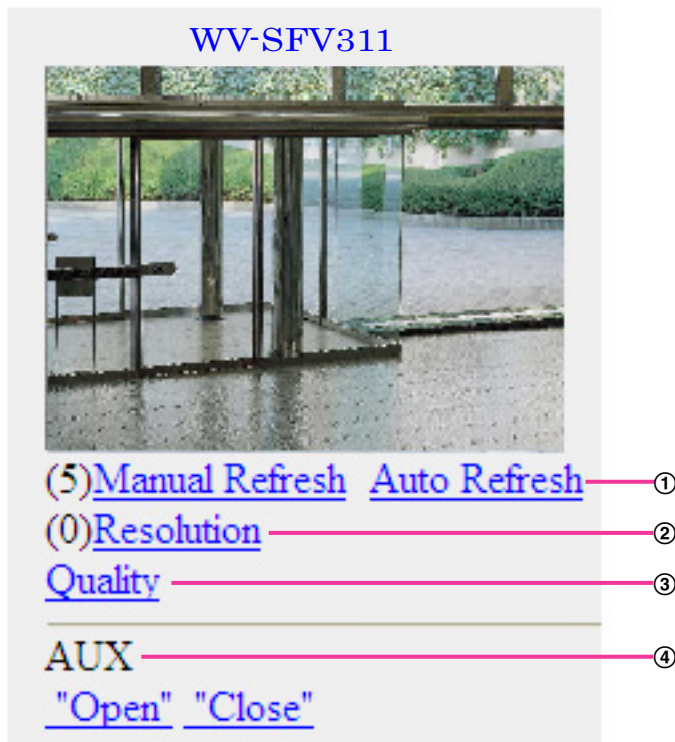 WV-SFV311
(5)Manual Refresh Auto Refresh ①
(0)Resolution ②
Quality ③
AUX ④
"Open" "Close"